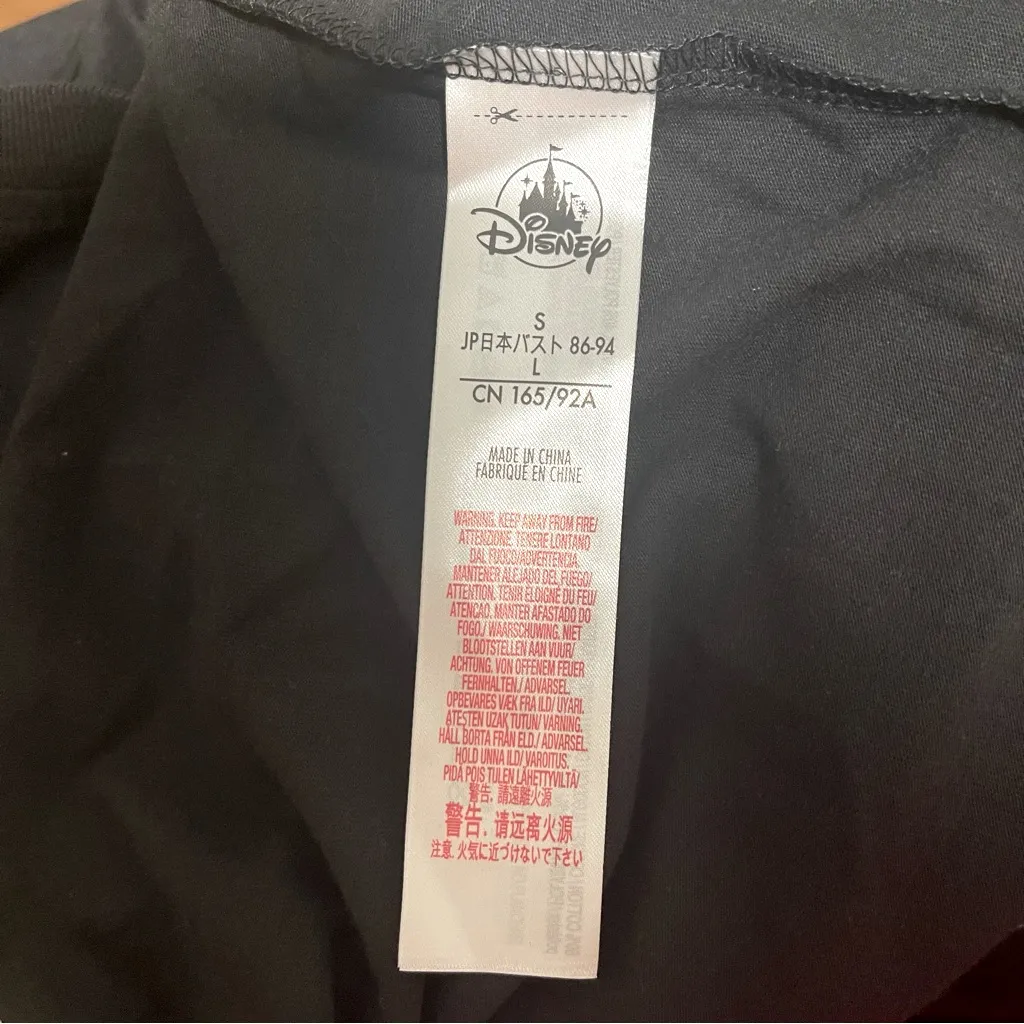 Disney
S
JP日本バスト 86-94
L
CN 165/92A
MADE IN CHINA
FABRIQUE EN CHINE
WARNING. KEEP AWAY FROM FIRE/
ATTENZIONE. TENERE LONTANO
DAL FUOCO/ADVERTENCIA.
MANTENER ALEJADO DEL FUEGO/
ATTENTION. TENIR ELOIGNÉ DU FEU/
ATENCAO. MANTER AFASTADO DO
FOGO./ WAARSCHUWING. NIET
BLOOTSTELLEN AAN VUUR/
ACHTUNG. VON OFFENEM FEUER
FERNHALTEN./ ADVARSEL.
OPBEVARES VÆK FRA ILD/ UYARI.
ATEŞTEN UZAK TUTUN/ VARNING.
HÅLL BORTA FRÅN ELD./ ADVARSEL.
HOLD UNNA ILD/ VAROITUS.
PIDÄ POIS TULEN LÄHETTYVILTÄ/
警告. 請遠離火源
警告. 请远离火源
注意. 火気に近づけないで下さい